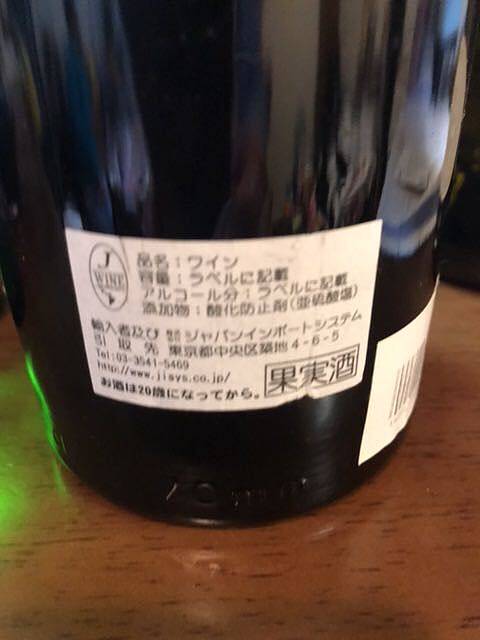 J
WINE
品名:ワイン
容量:ラベルに記載
アルコール分:ラベルに記載
添加物:酸化防止剤(亜硫酸塩)
輸入者及び 株式会社 ジャパンインポートシステム
引 取 先 東京都中央区築地4-6-5
Tel:03-3541-5469
http://www.jisys.co.jp/
お酒は20歳になってから。
果実酒
70mm